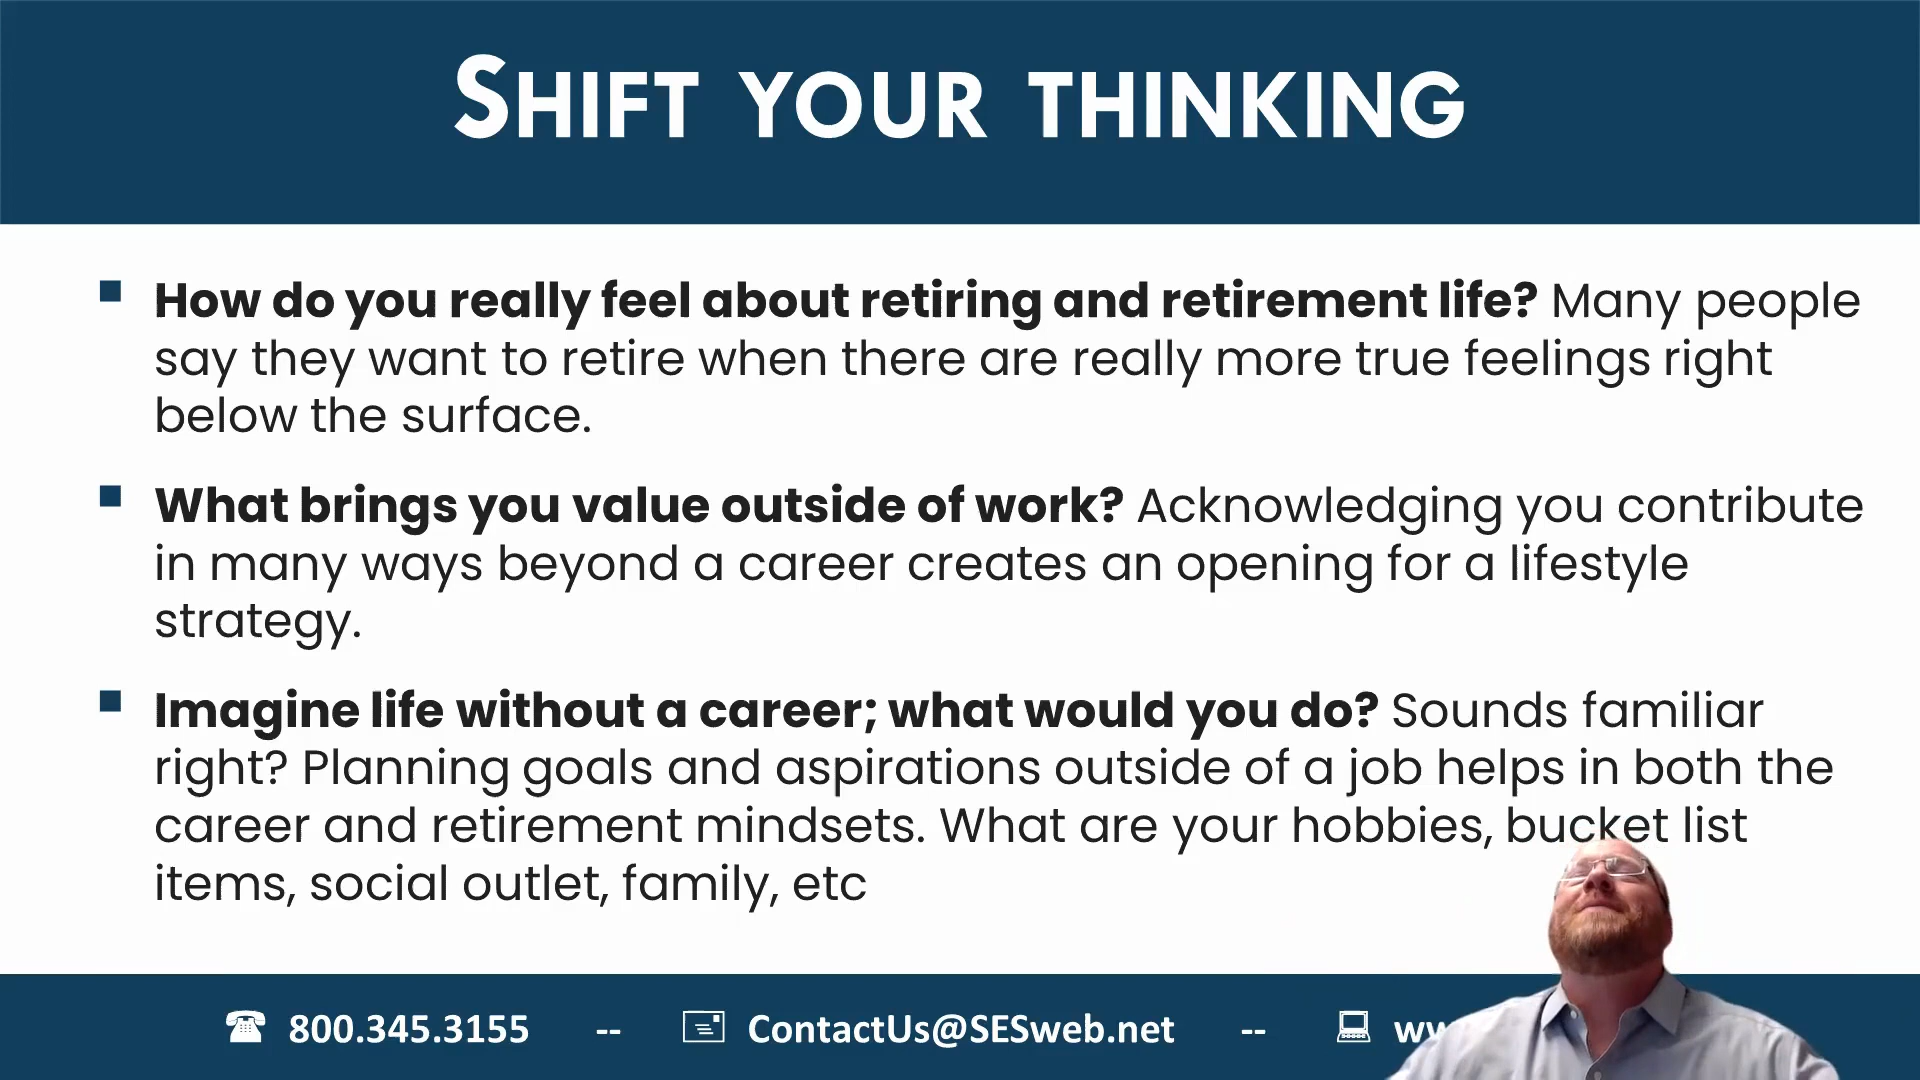 SHIFT YOUR THINKING
How do you really feel about retiring and retirement life? Many people
say they want to retire when there are really more true feelings right
below the surface.
What brings you value outside of work? Acknowledging you contribute
in many ways beyond a career creates an opening for a lifestyle
strategy.
Imagine life without a career; what would you do? Sounds familiar
right? Planning goals and aspirations outside of a job helps in both the
career and retirement mindsets. What are your hobbies, bucket list
items, social outlet, family, etc
800.345.3155 -- ContactUs@SESweb.net --